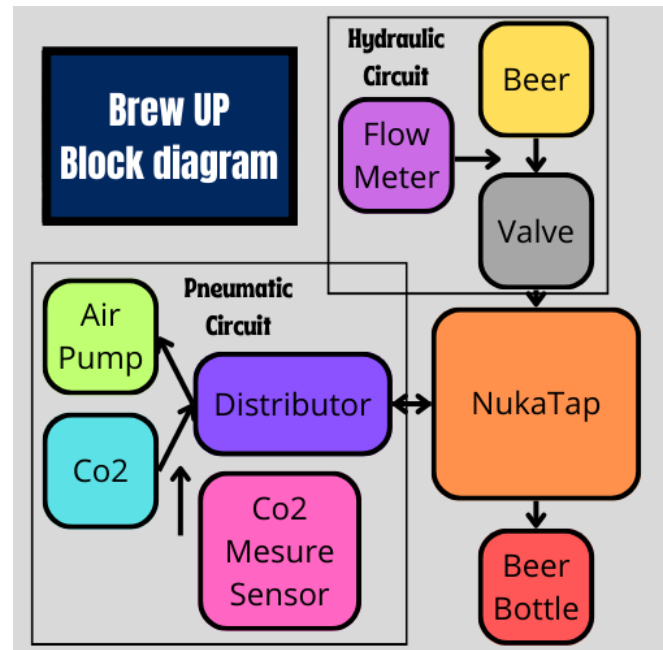 Brew UP
Block diagram
Hydraulic
Circuit
Beer
Flow
Meter
Valve
Pneumatic
Circuit
Air
Pump
Distributor
NukaTap
Co2
Co2
Mesure
Sensor
Beer
Bottle